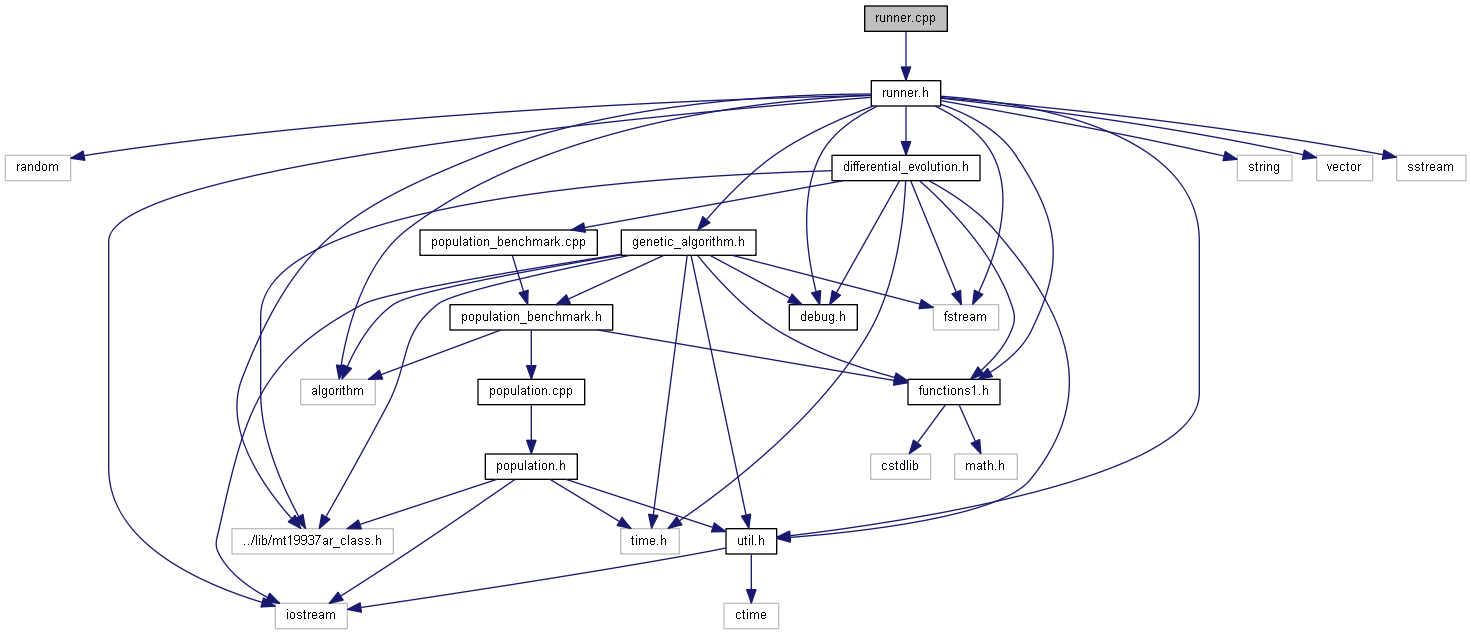 runner.cpp
runner.h
random
differential_evolution.h
string
vector
sstream
population_benchmark.cpp
genetic_algorithm.h
population_benchmark.h
debug.h
fstream
algorithm
population.cpp
functions1.h
population.h
cstdlib
math.h
../lib/mt19937ar_class.h
time.h
util.h
iostream
ctime